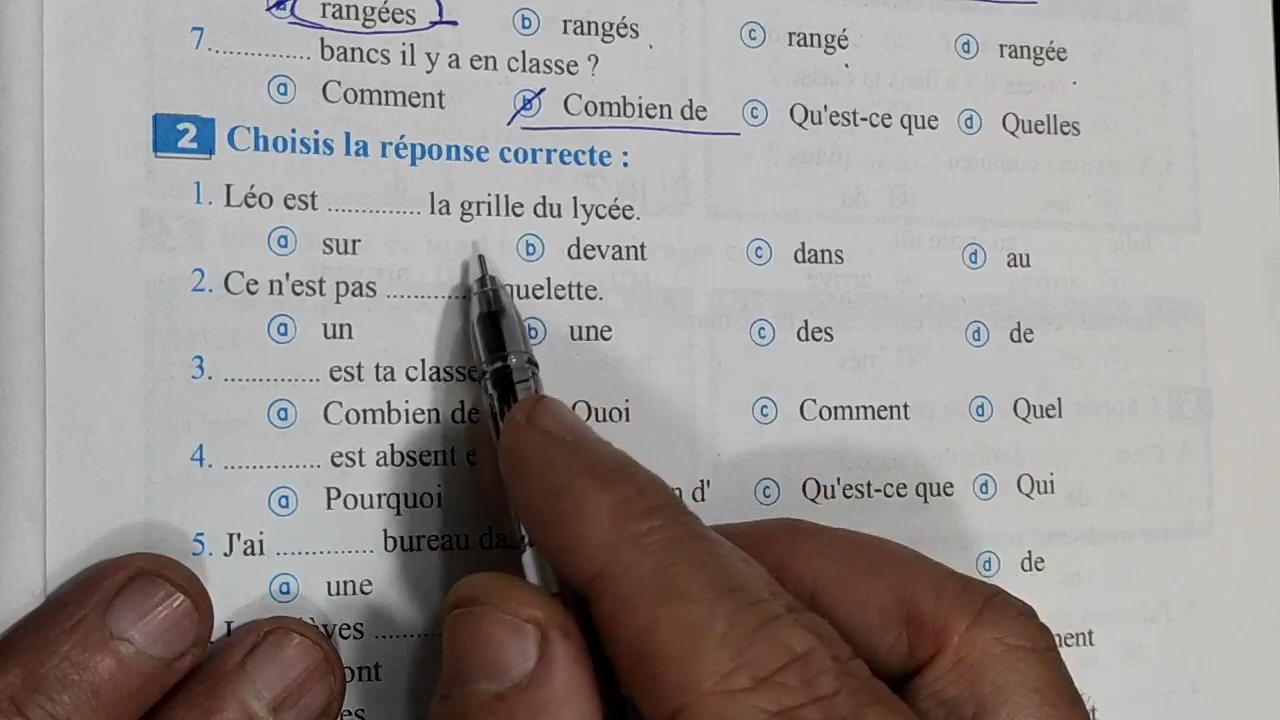 rangées ⓑ rangés ⓒ rangé ⓓ rangée
7.............. bancs il y a en classe ?
ⓐ Comment ⓑ Combien de ⓒ Qu'est-ce que ⓓ Quelles
2 Choisis la réponse correcte :
1. Léo est ............. la grille du lycée.
ⓐ sur ⓑ devant ⓒ dans ⓓ au
2. Ce n'est pas ............ quelette.
ⓐ un ⓑ une ⓒ des ⓓ de
3. ............. est ta classe
ⓐ Combien de Quoi ⓒ Comment ⓓ Quel
4. ............. est absent e
ⓐ Pourquoi d' ⓒ Qu'est-ce que ⓓ Qui
5. J'ai ............. bureau da
ⓐ une ⓓ de